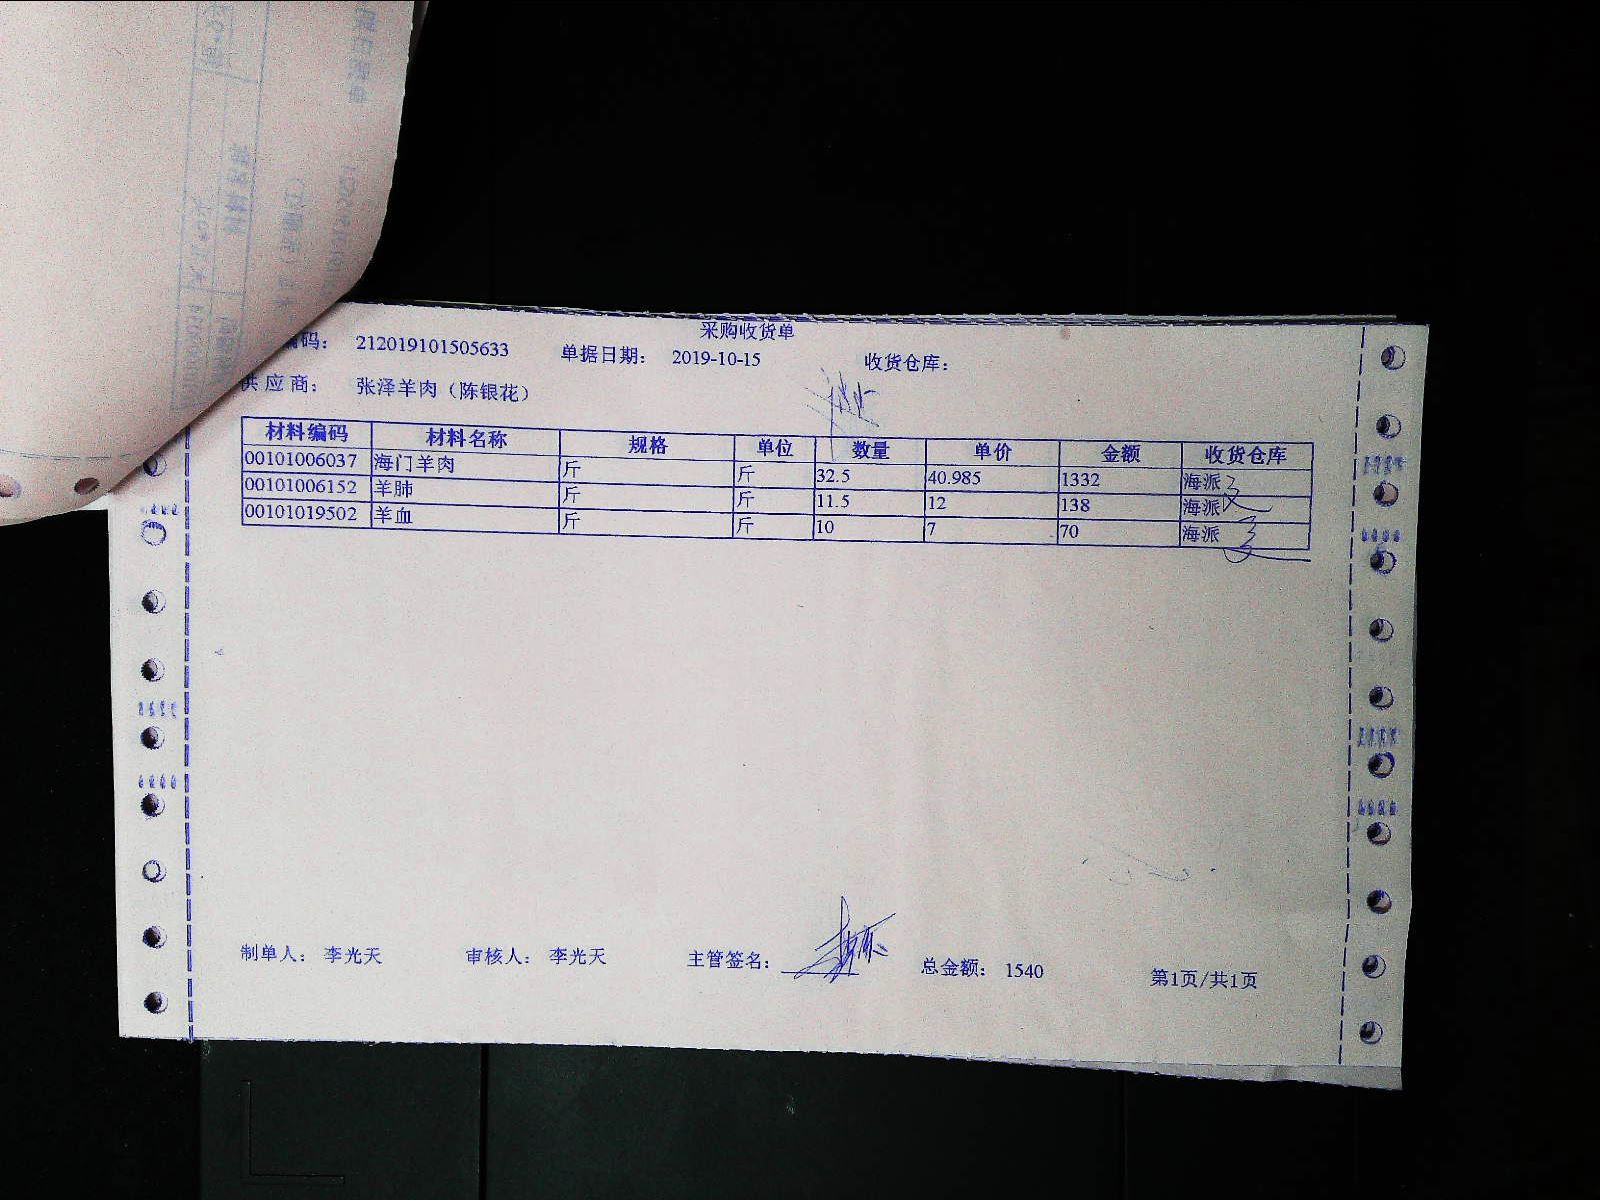 采购收货单
编码： 212019101505633 单据日期： 2019-10-15 收货仓库：
供应商： 张泽羊肉（陈银花）
材料编码 材料名称 规格 单位 数量 单价 金额 收货仓库
00101006037 海门羊肉 斤 斤 32.5 40.985 1332 海派
00101006152 羊肺 斤 斤 11.5 12 138 海派
00101019502 羊血 斤 斤 10 7 70 海派
制单人： 李光天 审核人： 李光天 主管签名： 总金额： 1540 第1页/共1页